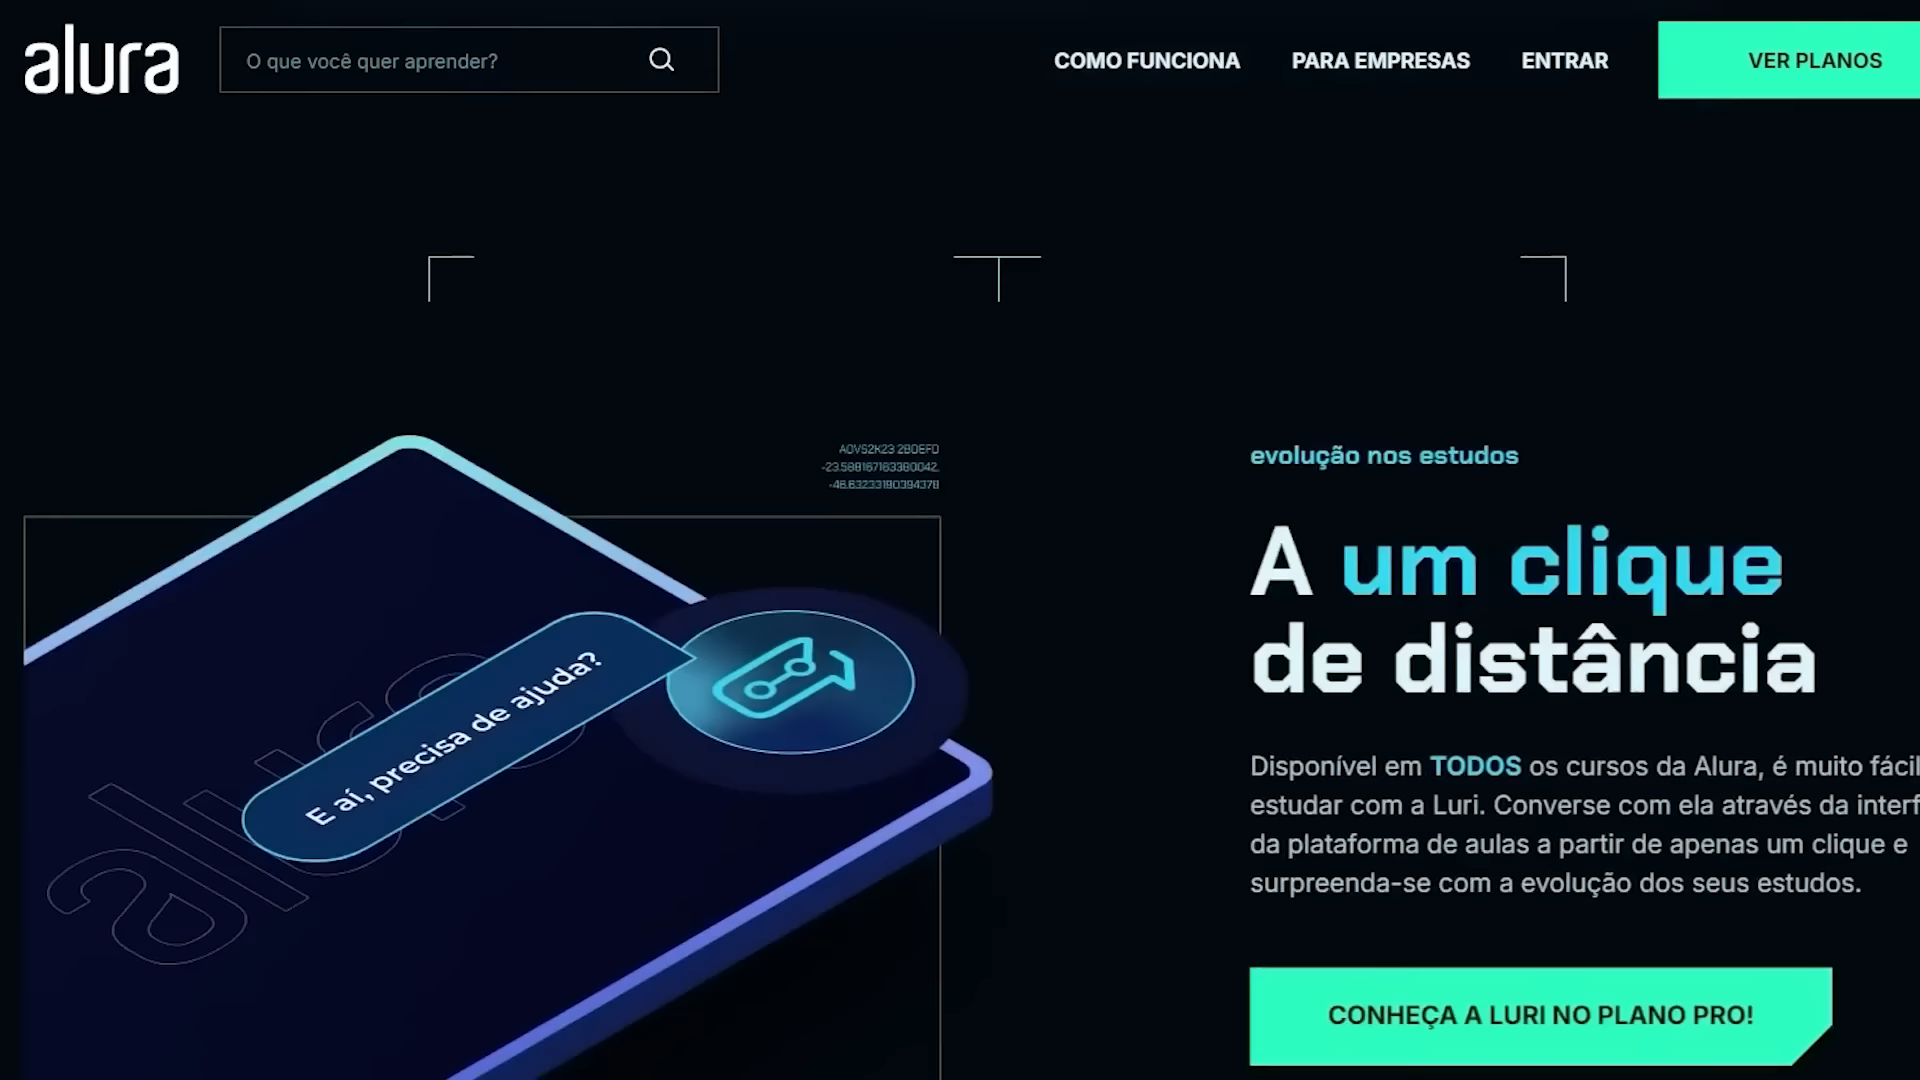 alura
O que você quer aprender?
COMO FUNCIONA
PARA EMPRESAS
ENTRAR
VER PLANOS
E aí, precisa de ajuda?
evolução nos estudos
A um clique
de distância
Disponível em TODOS os cursos da Alura, é muito fácil
estudar com a Luri. Converse com ela através da interf
da plataforma de aulas a partir de apenas um clique e
surpreenda-se com a evolução dos seus estudos.
CONHEÇA A LURI NO PLANO PRO!
alura